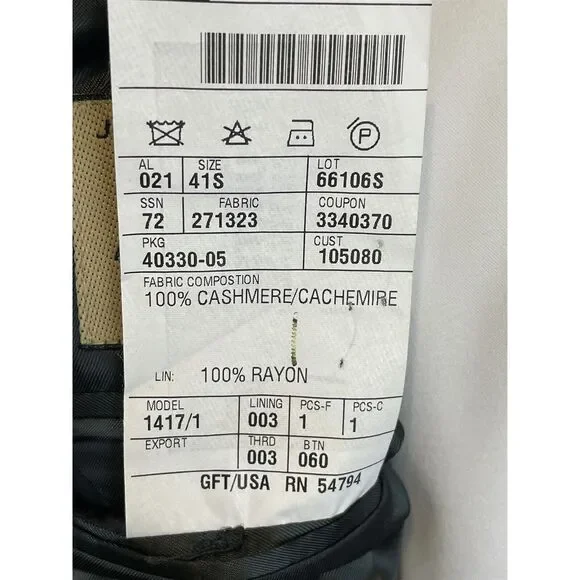 AL SIZE LOT
021 41S 66106S
SSN FABRIC COUPON
72 271323 3340370
PKG CUST
40330-05 105080
FABRIC COMPOSTION
100% CASHMERE/CACHEMIRE
LIN: 100% RAYON
MODEL LINING PCS-F PCS-C
1417/1 003 1 1
EXPORT THRD BTN
003 060
GFT/USA RN 54794